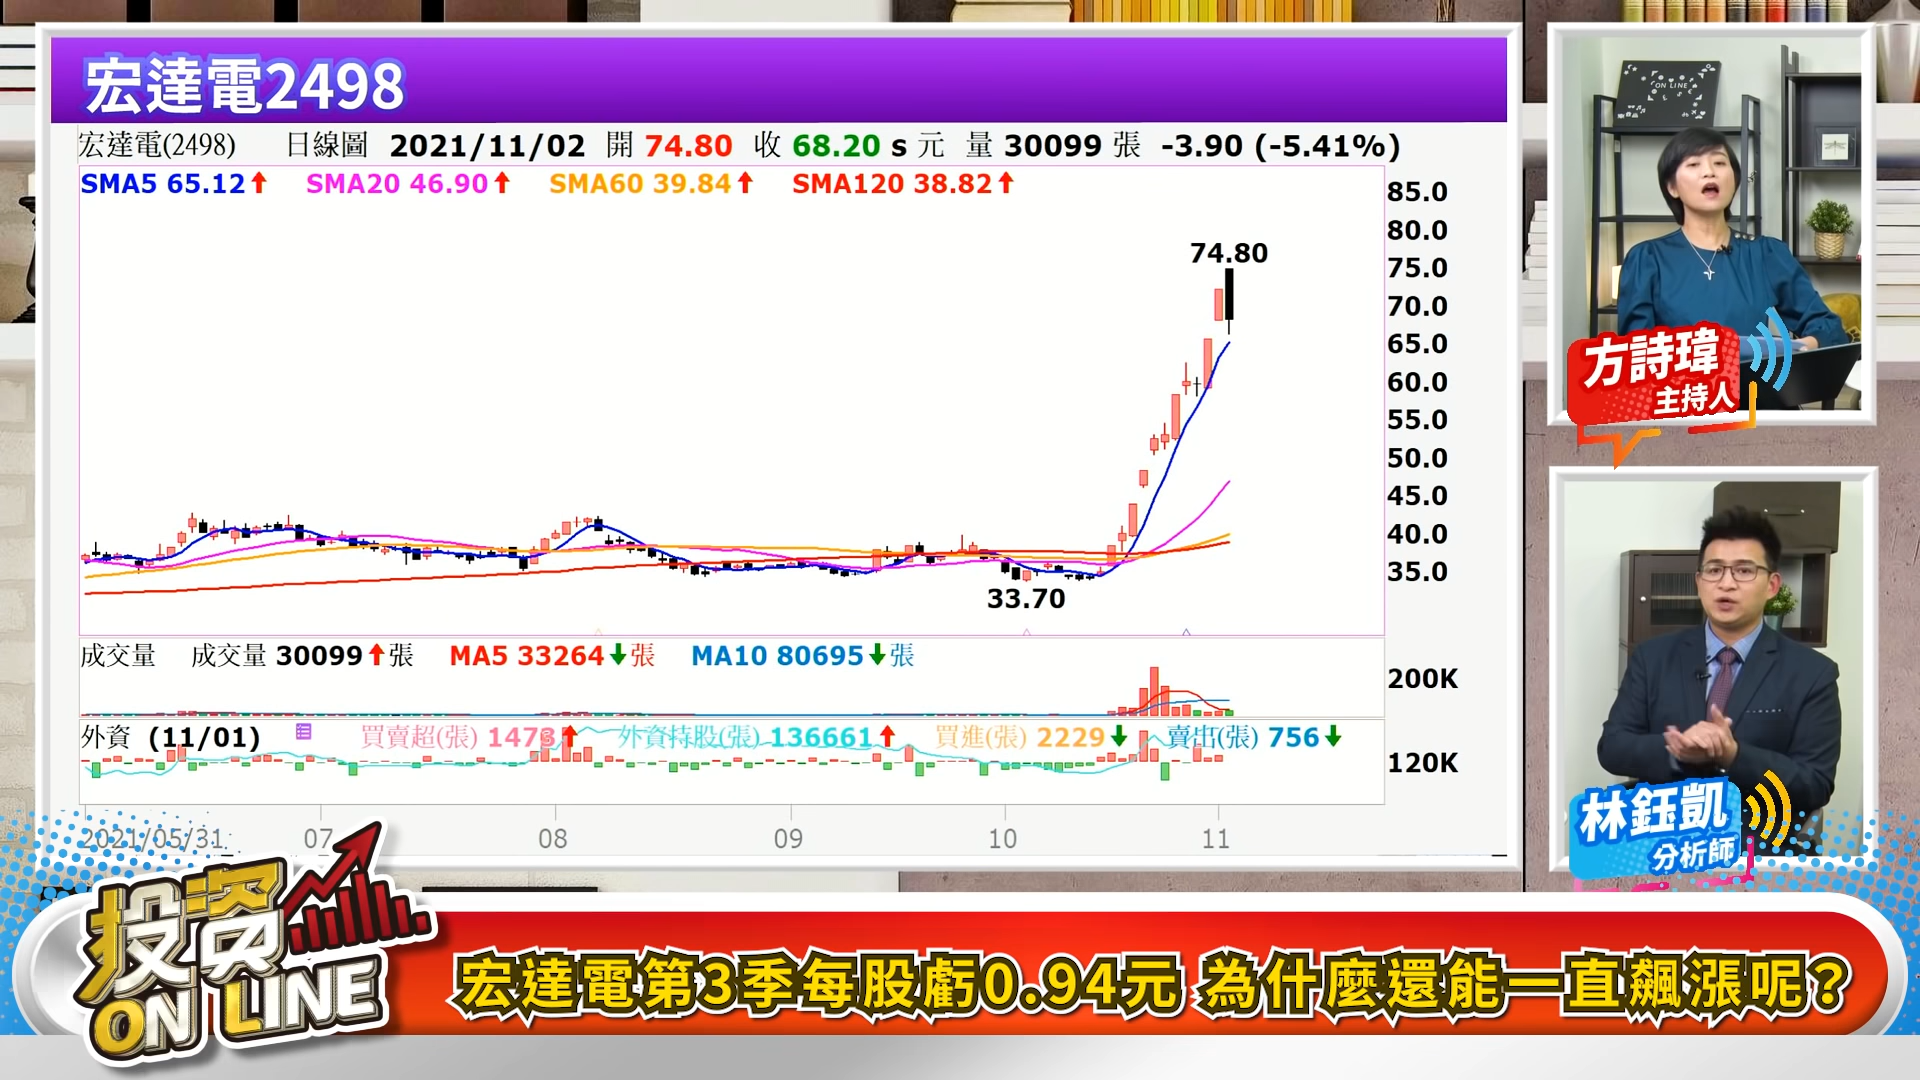 宏達電2498
宏達電(2498) 日線圖 2021/11/02 開 74.80 收 68.20 s 元 量 30099 張 -3.90 (-5.41%)
SMA5 65.12↑ SMA20 46.90↑ SMA60 39.84↑ SMA120 38.82↑
85.0
80.0
75.0
70.0
65.0
60.0
55.0
50.0
45.0
40.0
35.0
74.80
33.70
成交量 成交量 30099↑張 MA5 33264↓張 MA10 80695↓張
200K
外資 (11/01) 買賣超(張) 1473↑ 外資持股(張) 136661↑ 買進(張) 2229↓ 賣出(張) 756↓
120K
2021/05/31 07 08 09 10 11
ON LINE
方詩瑋
主持人
林鈺凱
分析師
投資
ON LINE
宏達電第3季每股虧0.94元 為什麼還能一直飆漲呢？